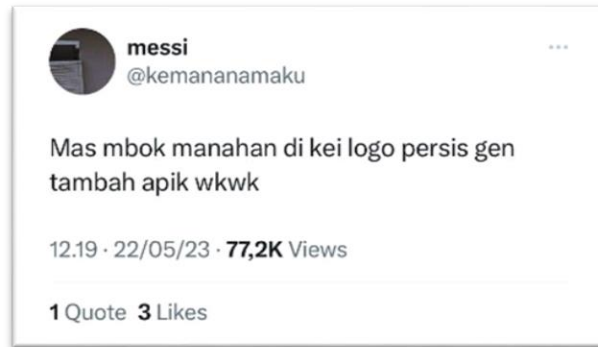 messi
@kemananamaku
Mas mbok manahan di kei logo persis gen
tambah apik wkwk
12.19 · 22/05/23 · 77,2K Views
1 Quote 3 Likes